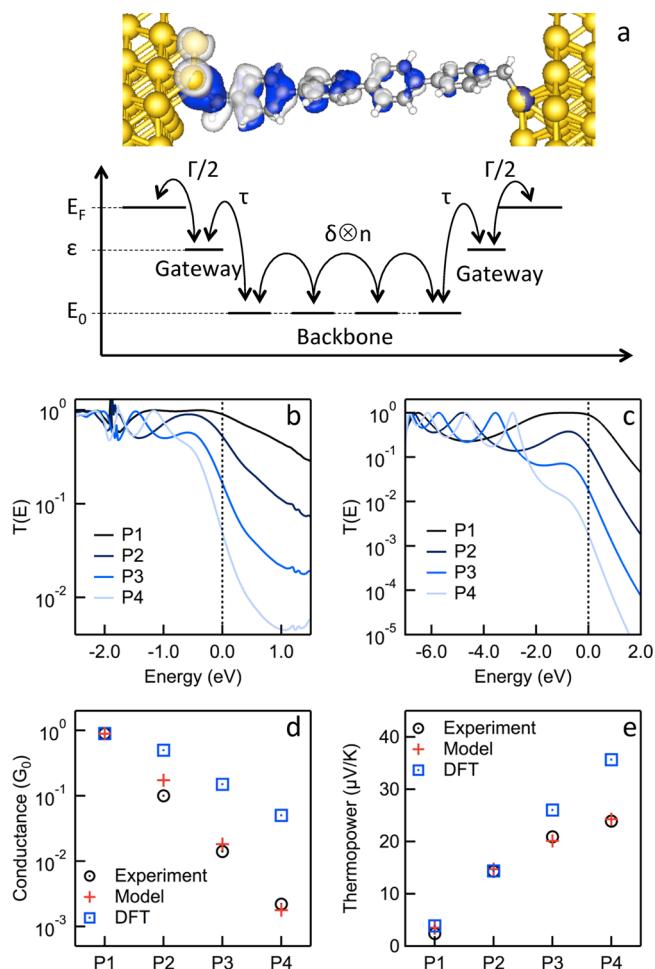 a
Γ/2
Γ/2
τ
τ
E_F
δ⊗n
ε
Gateway
Gateway
E_0
Backbone
b
10^0
10^-1
10^-2
T(E)
P1
P2
P3
P4
-2.0 -1.0 0.0 1.0
Energy (eV)
c
10^0
10^-1
10^-2
10^-3
10^-4
10^-5
T(E)
P1
P2
P3
P4
-6.0 -4.0 -2.0 0.0 2.0
Energy (eV)
d
10^0
10^-1
10^-2
10^-3
Conductance (G_0)
Experiment
Model
DFT
P1 P2 P3 P4
e
40
30
20
10
0
Thermopower (μV/K)
Experiment
Model
DFT
P1 P2 P3 P4